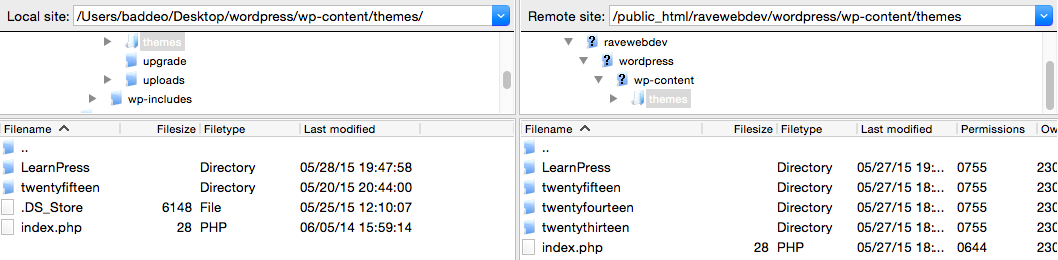 Local site: /Users/baddeo/Desktop/wordpress/wp-content/themes/
themes
upgrade
uploads
wp-includes
Filename Filesize Filetype Last modified
..
LearnPress Directory 05/28/15 19:47:58
twentyfifteen Directory 05/20/15 20:44:00
.DS_Store 6148 File 05/25/15 12:10:07
index.php 28 PHP 06/05/14 15:59:14
Remote site: /public_html/ravewebdev/wordpress/wp-content/themes
? ravewebdev
? wordpress
? wp-content
themes
Filename Filesize Filetype Last modified Permissions Ow
..
LearnPress Directory 05/27/15 19:... 0755 230
twentyfifteen Directory 05/27/15 18:... 0755 230
twentyfourteen Directory 05/27/15 18:... 0755 230
twentythirteen Directory 05/27/15 18:... 0755 230
index.php 28 PHP 05/27/15 18:... 0644 230